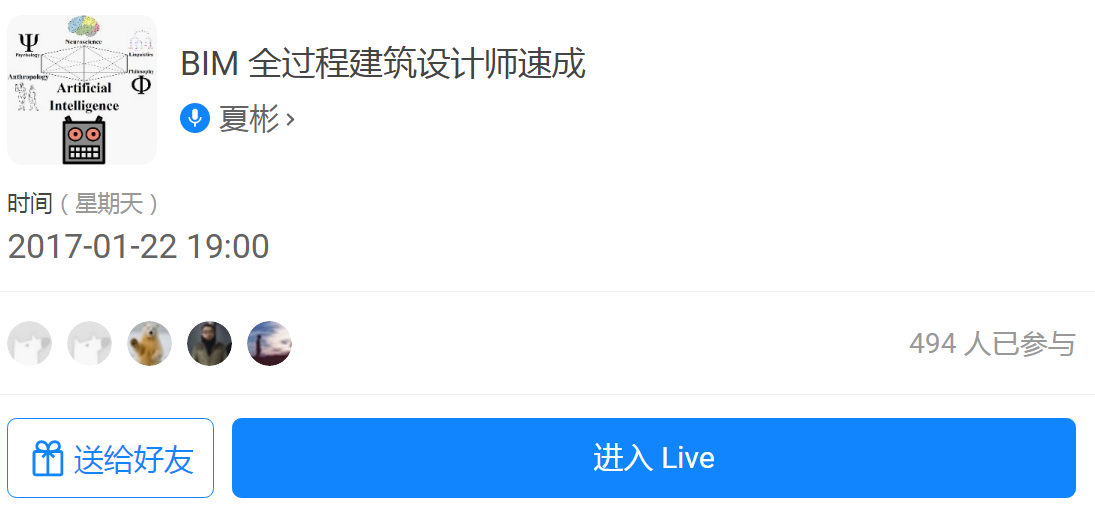 Neuroscience
Psychology
Linguistics
Anthropology
Philosophy
Artificial
Intelligence
BIM 全过程建筑设计师速成
夏彬
时间（星期天）
2017-01-22 19:00
494 人已参与
送给好友
进入 Live